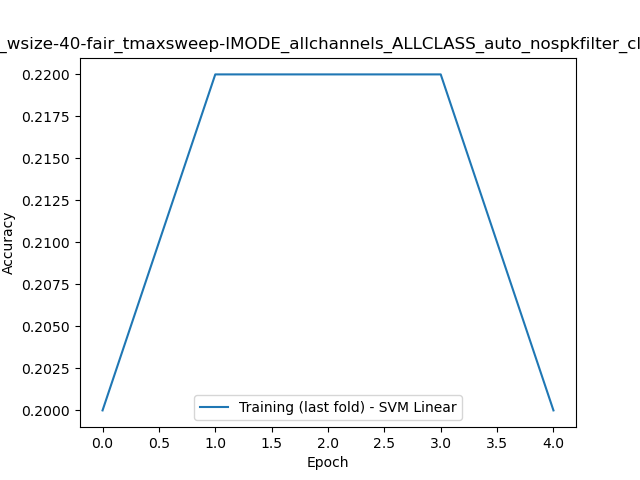 _wsize-40-fair_tmaxsweep-IMODE_allchannels_ALLCLASS_auto_nospkfilter_cl
0.2200
0.2175
0.2150
0.2125
0.2100
0.2075
0.2050
0.2025
0.2000
Accuracy
Training (last fold) - SVM Linear
0.0 0.5 1.0 1.5 2.0 2.5 3.0 3.5 4.0
Epoch